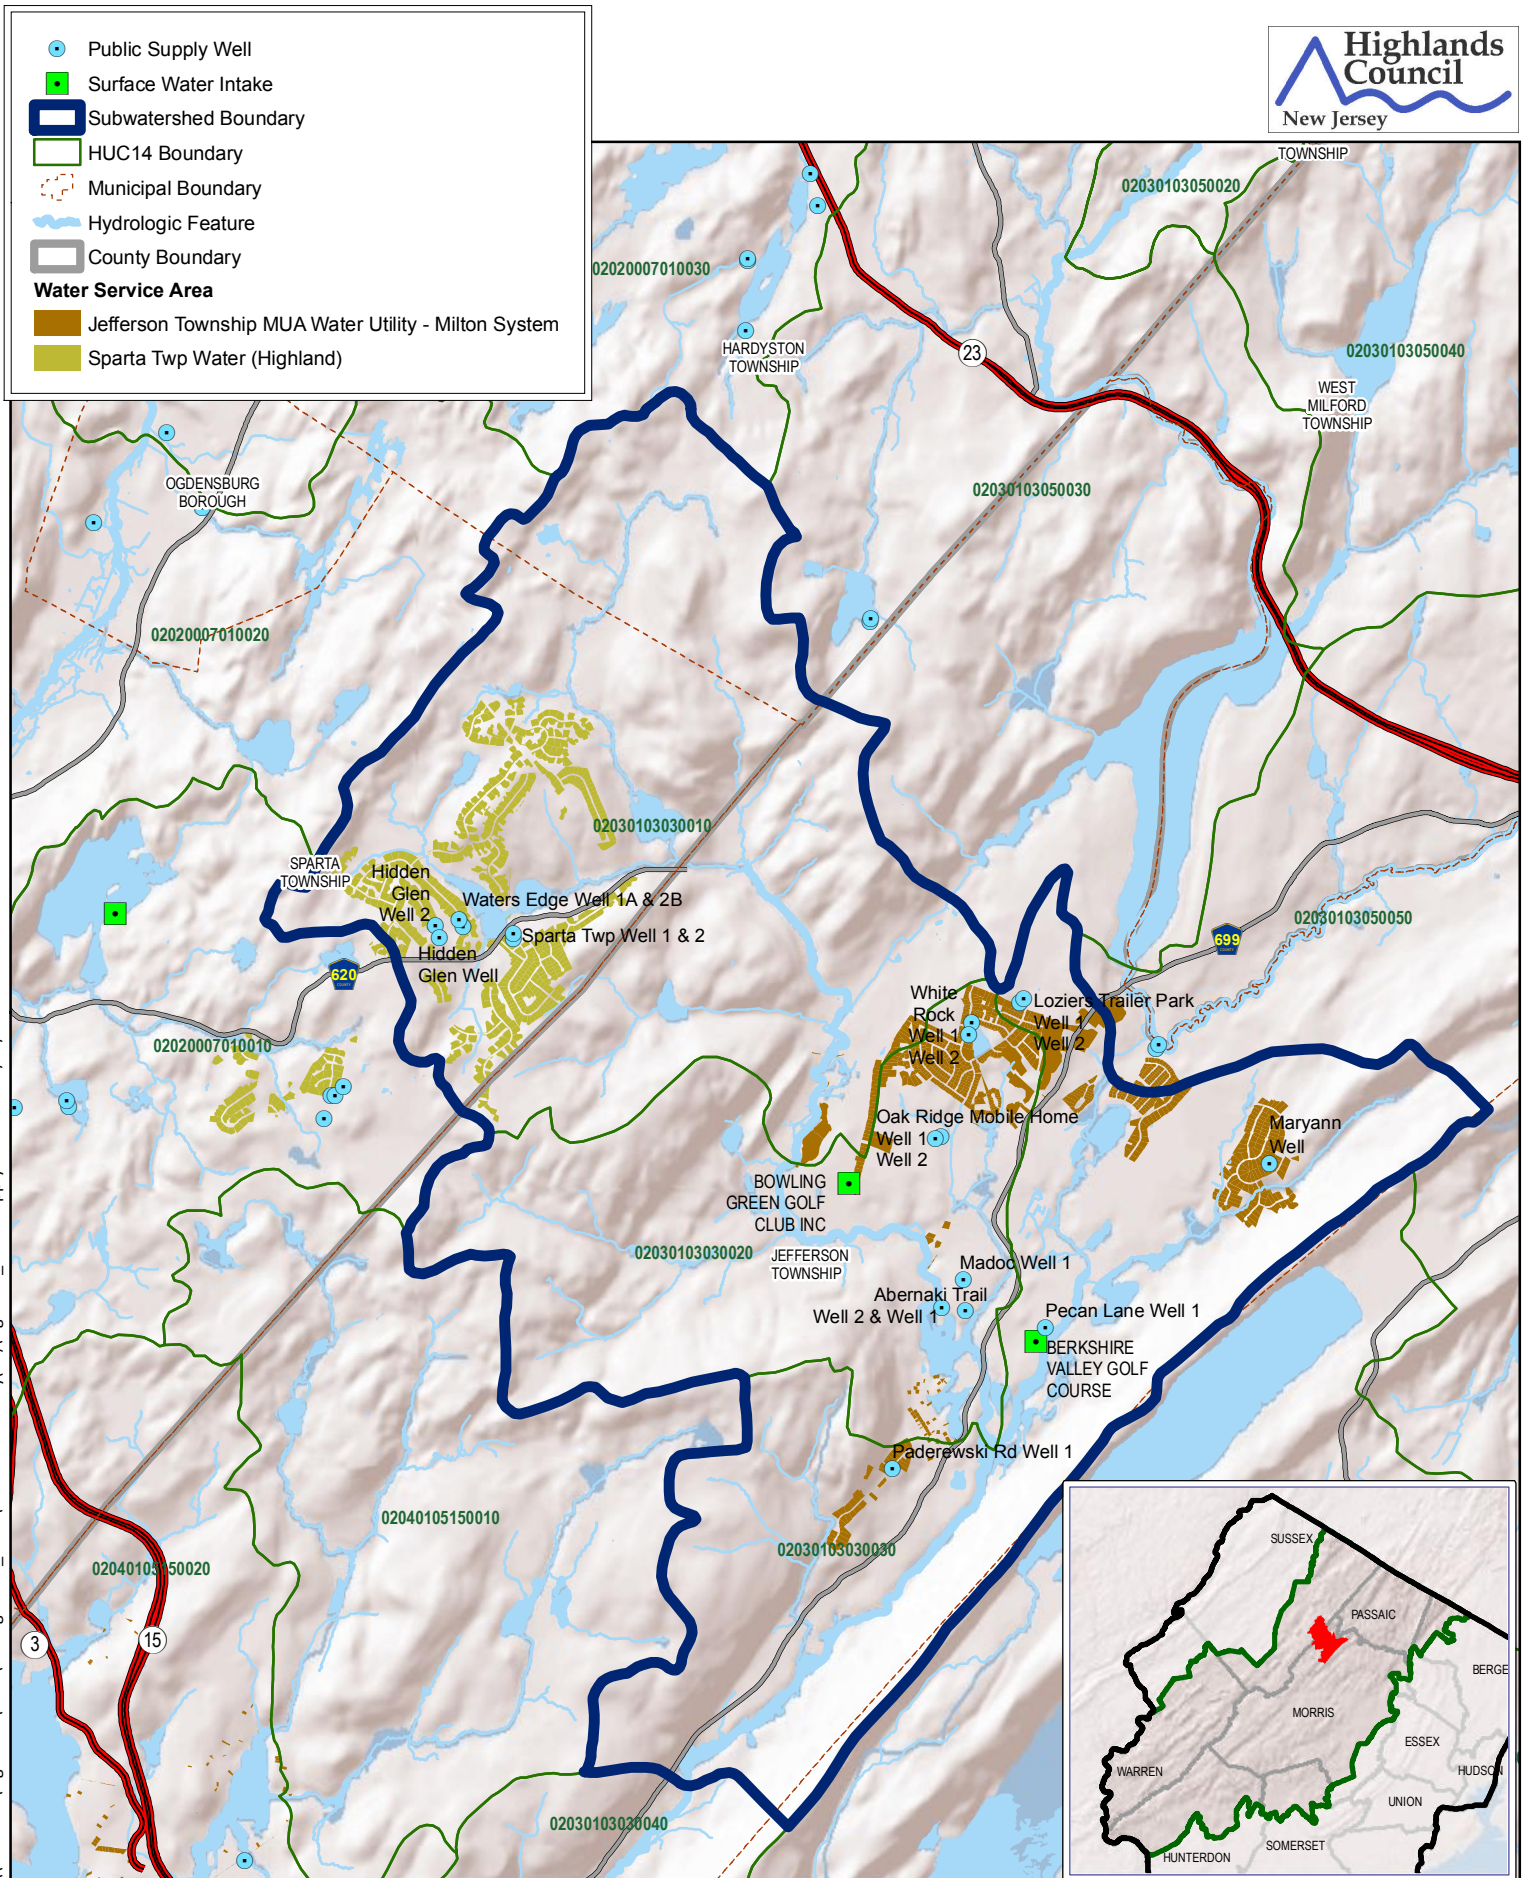 Public Supply Well
Surface Water Intake
Subwatershed Boundary
HUC14 Boundary
Municipal Boundary
Hydrologic Feature
County Boundary
Water Service Area
Jefferson Township MUA Water Utility - Milton System
Sparta Twp Water (Highland)
Highlands
Council
New Jersey
TOWNSHIP
02030103050020
02020007010030
HARDYSTON
TOWNSHIP
23
02030103050040
WEST
MILFORD
TOWNSHIP
OGDENSBURG
BOROUGH
02030103050030
02020007010020
02030103030010
SPARTA
TOWNSHIP
Hidden
Glen
Well 2
Waters Edge Well 1A & 2B
Sparta Twp Well 1 & 2
Hidden
Glen Well
620
COUNTY
02030103050050
699
COUNTY
White
Rock
Well 1
Well 2
Loziers Trailer Park
Well 1
Well 2
02020007010010
Oak Ridge Mobile Home
Well 1
Well 2
Maryann
Well
BOWLING
GREEN GOLF
CLUB INC
02030103030020
JEFFERSON
TOWNSHIP
Madoc Well 1
Abernaki Trail
Well 2 & Well 1
Pecan Lane Well 1
BERKSHIRE
VALLEY GOLF
COURSE
Paderewski Rd Well 1
02040105150010
02030103030030
02040105150020
3
15
02030103030040
SUSSEX
PASSAIC
BERGE
MORRIS
ESSEX
HUDSON
WARREN
UNION
SOMERSET
HUNTERDON